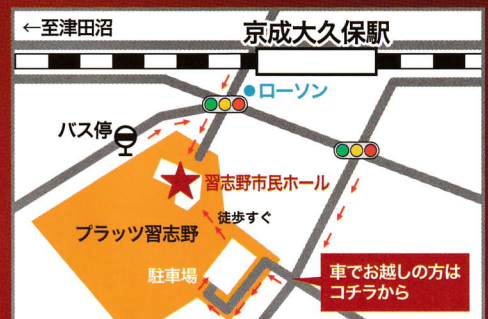 ←至津田沼
京成大久保駅
ローソン
バス停
習志野市民ホール
徒歩すぐ
プラッツ習志野
駐車場
車でお越しの方は
コチラから